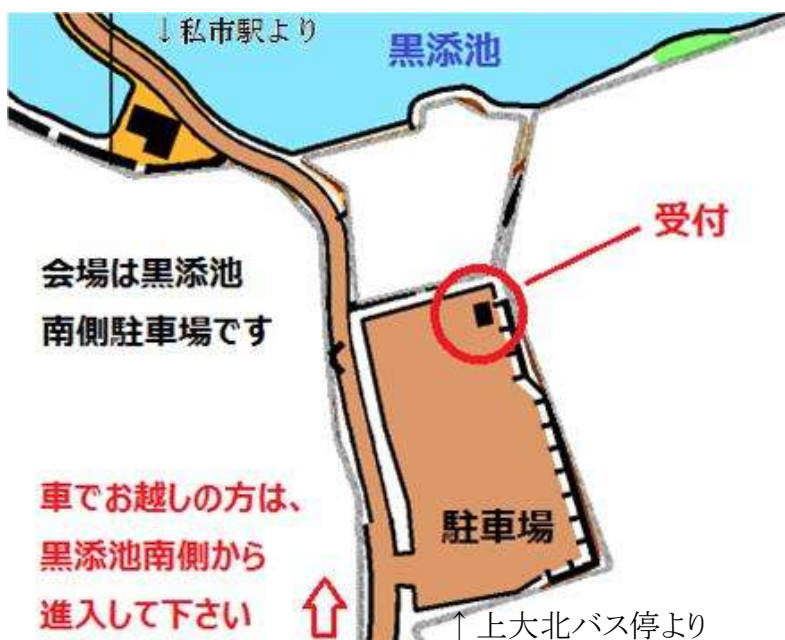 ↓私市駅より
黒添池
受付
会場は黒添池
南側駐車場です
車でお越しの方は、
黒添池南側から
進入して下さい
駐車場
↑上大北バス停より